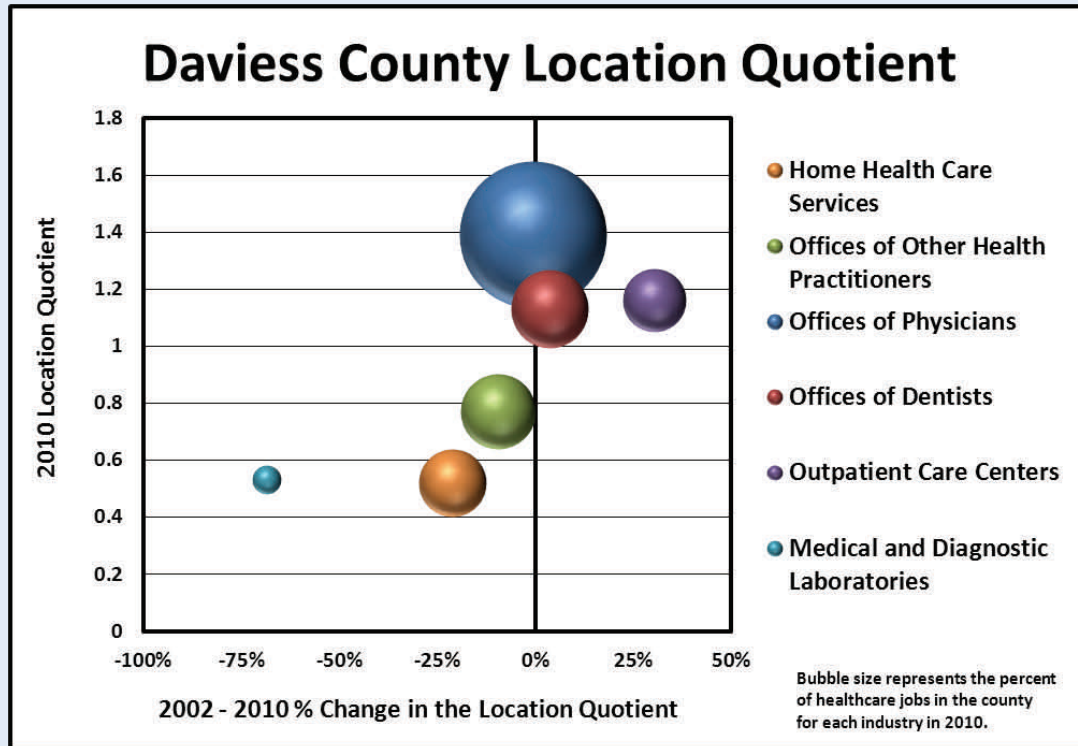 Daviess County Location Quotient
2010 Location Quotient
1.8
1.6
1.4
1.2
1
0.8
0.6
0.4
0.2
0
-100%
-75%
-50%
-25%
0%
25%
50%
2002 - 2010 % Change in the Location Quotient
Home Health Care
Services
Offices of Other Health
Practitioners
Offices of Physicians
Offices of Dentists
Outpatient Care Centers
Medical and Diagnostic
Laboratories
Bubble size represents the percent
of healthcare jobs in the county
for each industry in 2010.